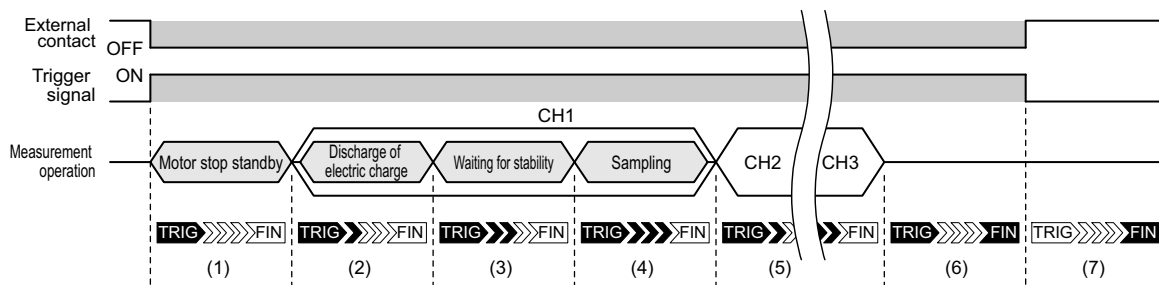 External
contact
OFF
Trigger
signal
ON
CH1
Measurement
operation
Motor stop standby
Discharge of
electric charge
Waiting for stability
Sampling
CH2
CH3
TRIG FIN
TRIG FIN
TRIG FIN
TRIG FIN
TRIG FIN
TRIG FIN
TRIG FIN
(1)
(2)
(3)
(4)
(5)
(6)
(7)